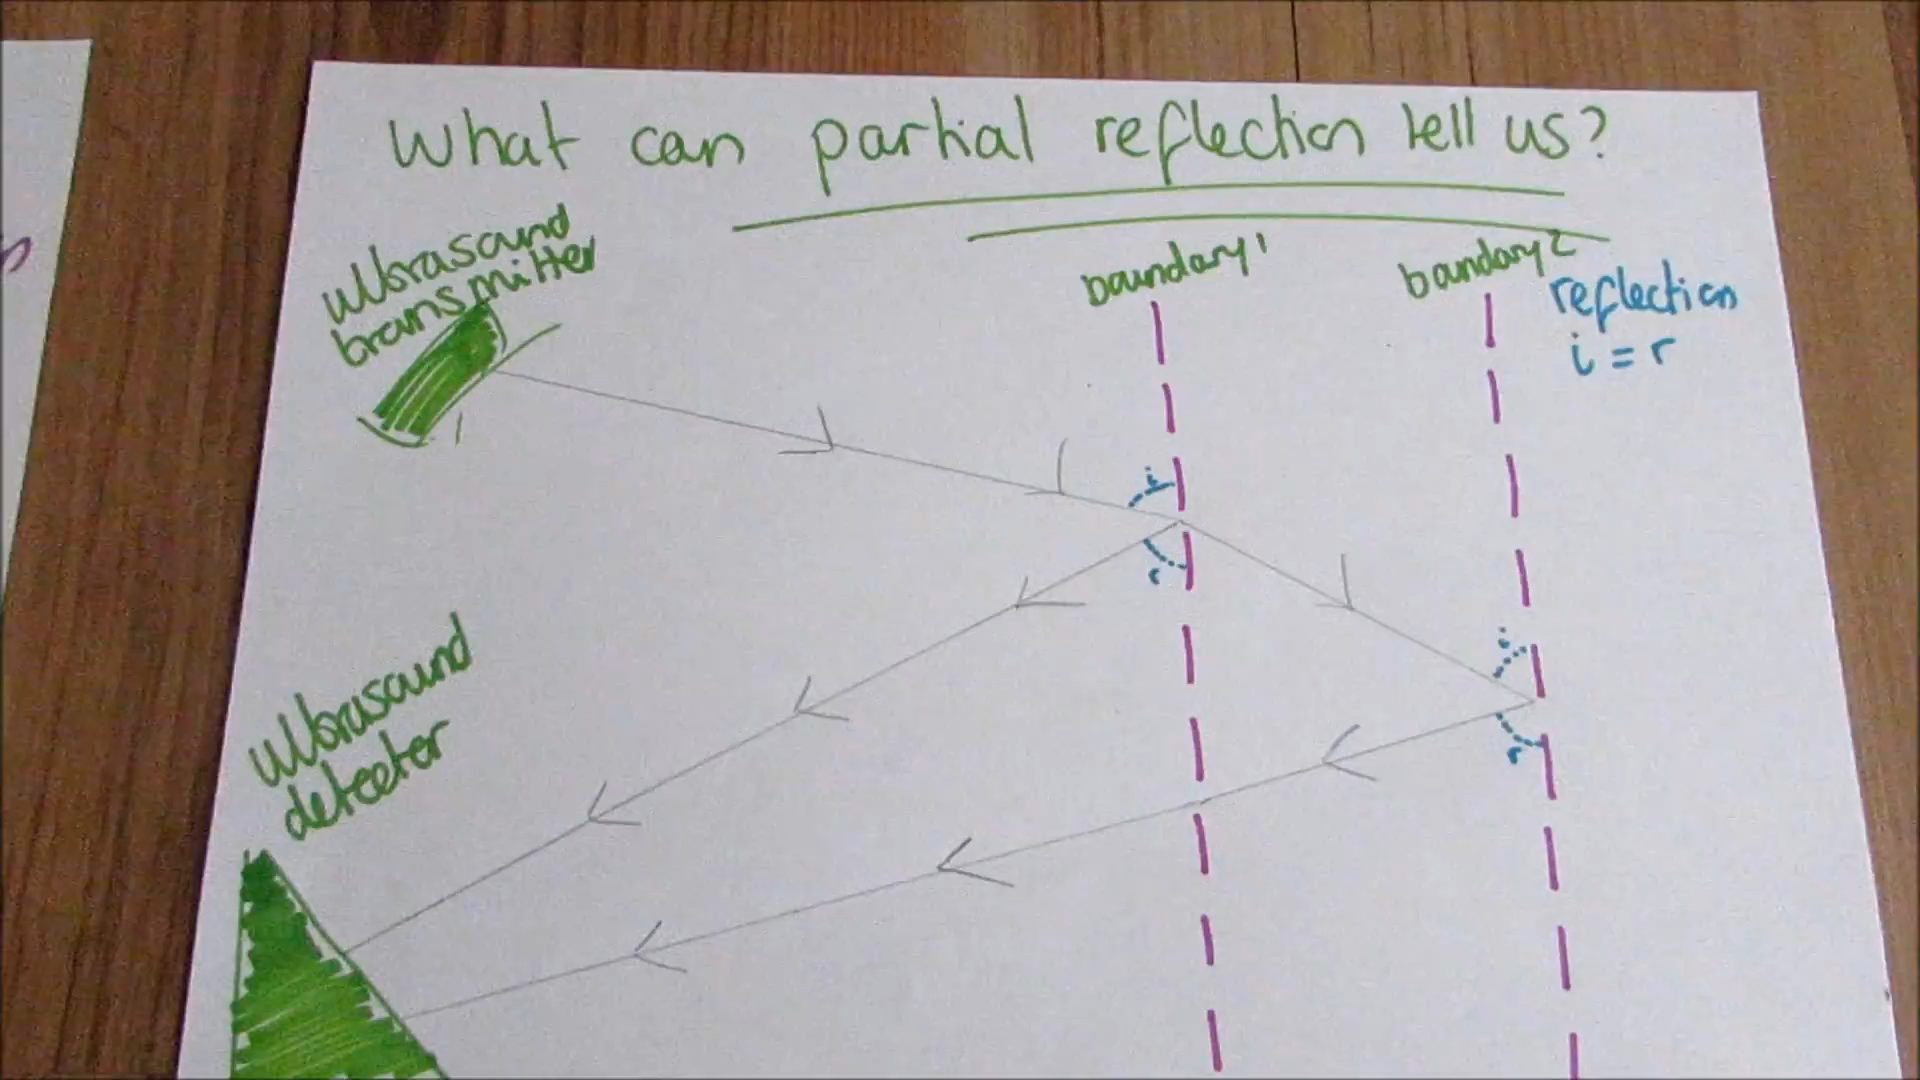 What can partial reflection tell us?
ultrasound
transmitter
boundary 1
boundary 2
reflection
i = r
i
r
i
r
ultrasound
detector